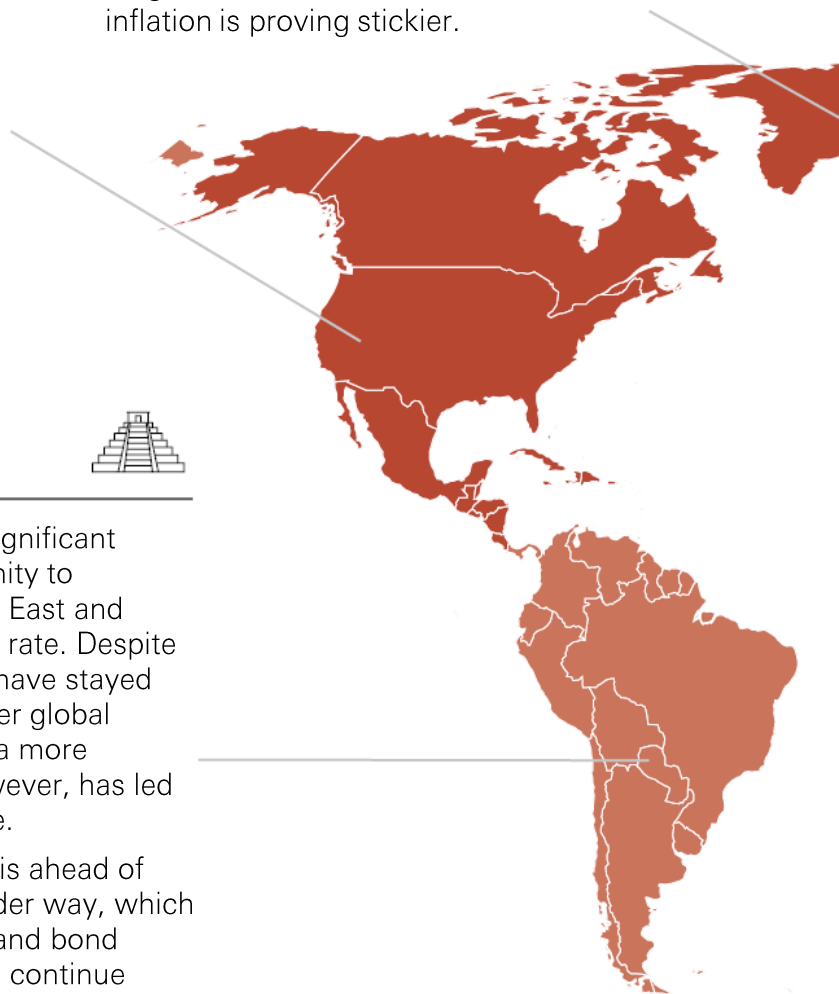 inflation is proving stickier.
gnificant
nity to
East and
rate. Despite
have stayed
er global
a more
vever, has led
e.
is ahead of
der way, which
and bond
continue